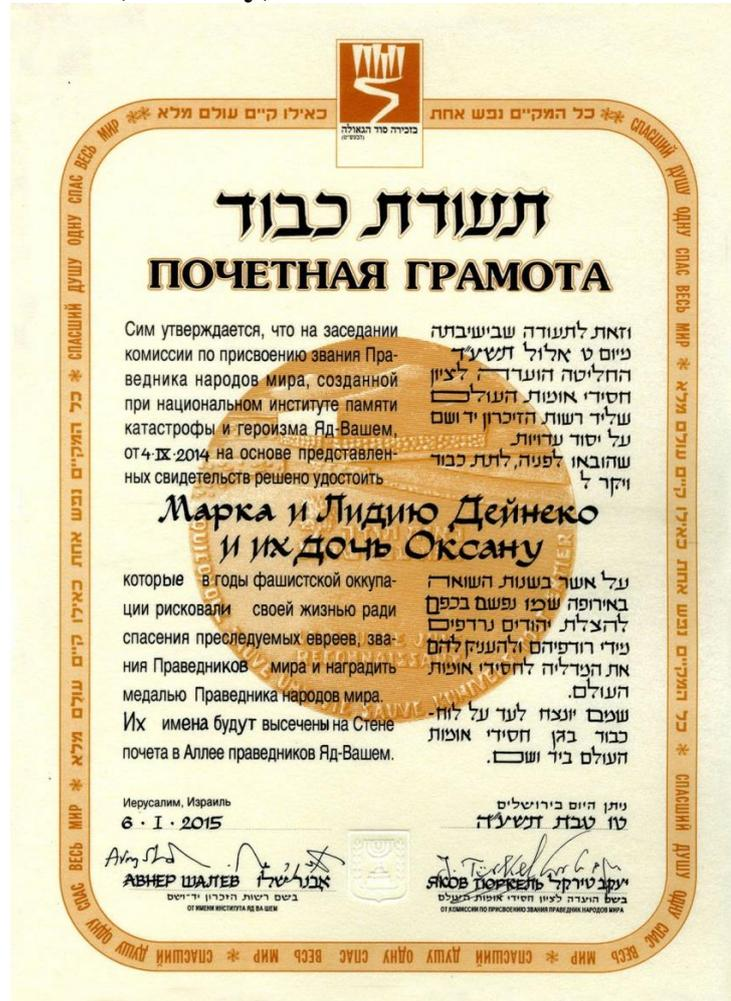 בזכירה סוד הגאולה
(הבעש״ט)
כל המקיים נפש אחת
כאילו קיים עולם מלא
СПАСШИЙ ДУШУ ОДНУ СПАС ВЕСЬ МИР
תעודת כבוד
ПОЧЕТНАЯ ГРАМОТА
Сим утверждается, что на заседании
комиссии по присвоению звания Пра-
ведника народов мира, созданной
при национальном институте памяти
катастрофы и героизма Яд-Вашем,
от 4·IX·2014 на основе представлен-
ных свидетельств решено удостоить
וזאת לתעודה שבישיבתה
מיום ט אלול תשע״ד
החליטה הועדה לציון
חסידי אומות העולם
שליד רשות הזיכרון יד ושם
על יסוד עדויות
שהובאו לפניה, לתת כבוד
ויקר ל
Марка и Лидию Дейнеко
и их дочь Оксану
которые в годы фашистской оккупа-
ции рисковали своей жизнью ради
спасения преследуемых евреев, зва-
ния Праведников мира и наградить
медалью Праведника народов мира.
Их имена будут высечены на Стене
почета в Аллее праведников Яд-Вашем.
על אשר בשנות השואה
באירופה שמו נפשם בכפם
להצלת יהודים נרדפים
מידי רודפיהם ולהעניק להם
את המדליה לחסידי אומות
העולם.
שמם יונצח לעד על לוח-
כבוד בגן חסידי אומות
העולם ביד ושם.
Иерусалим, Израиль
6 · I · 2015
ניתן היום בירושלים
טו טבת תשע״ה
АВНЕР ШАЛЕВ אבנר שלו
בשם רשות הזכרון יד־ושם
ОТ ИМЕНИ ИНСТИТУТА ЯД ВА ШЕМ
ЯКОВ ТЮРКЕЛЬ יעקב טירקל
בשם הועדה לציון חסידי אומות העולם
ОТ КОМИССИИ ПО ПРИСВОЕНИЮ ЗВАНИЯ ПРАВЕДНИК НАРОДОВ МИРА